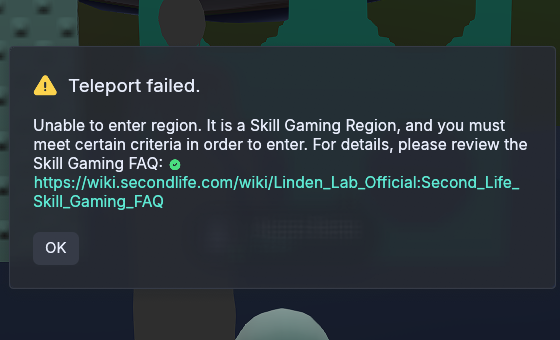 Teleport failed.
Unable to enter region. It is a Skill Gaming Region, and you must
meet certain criteria in order to enter. For details, please review the
Skill Gaming FAQ:
https://wiki.secondlife.com/wiki/Linden_Lab_Official:Second_Life_
Skill_Gaming_FAQ
OK